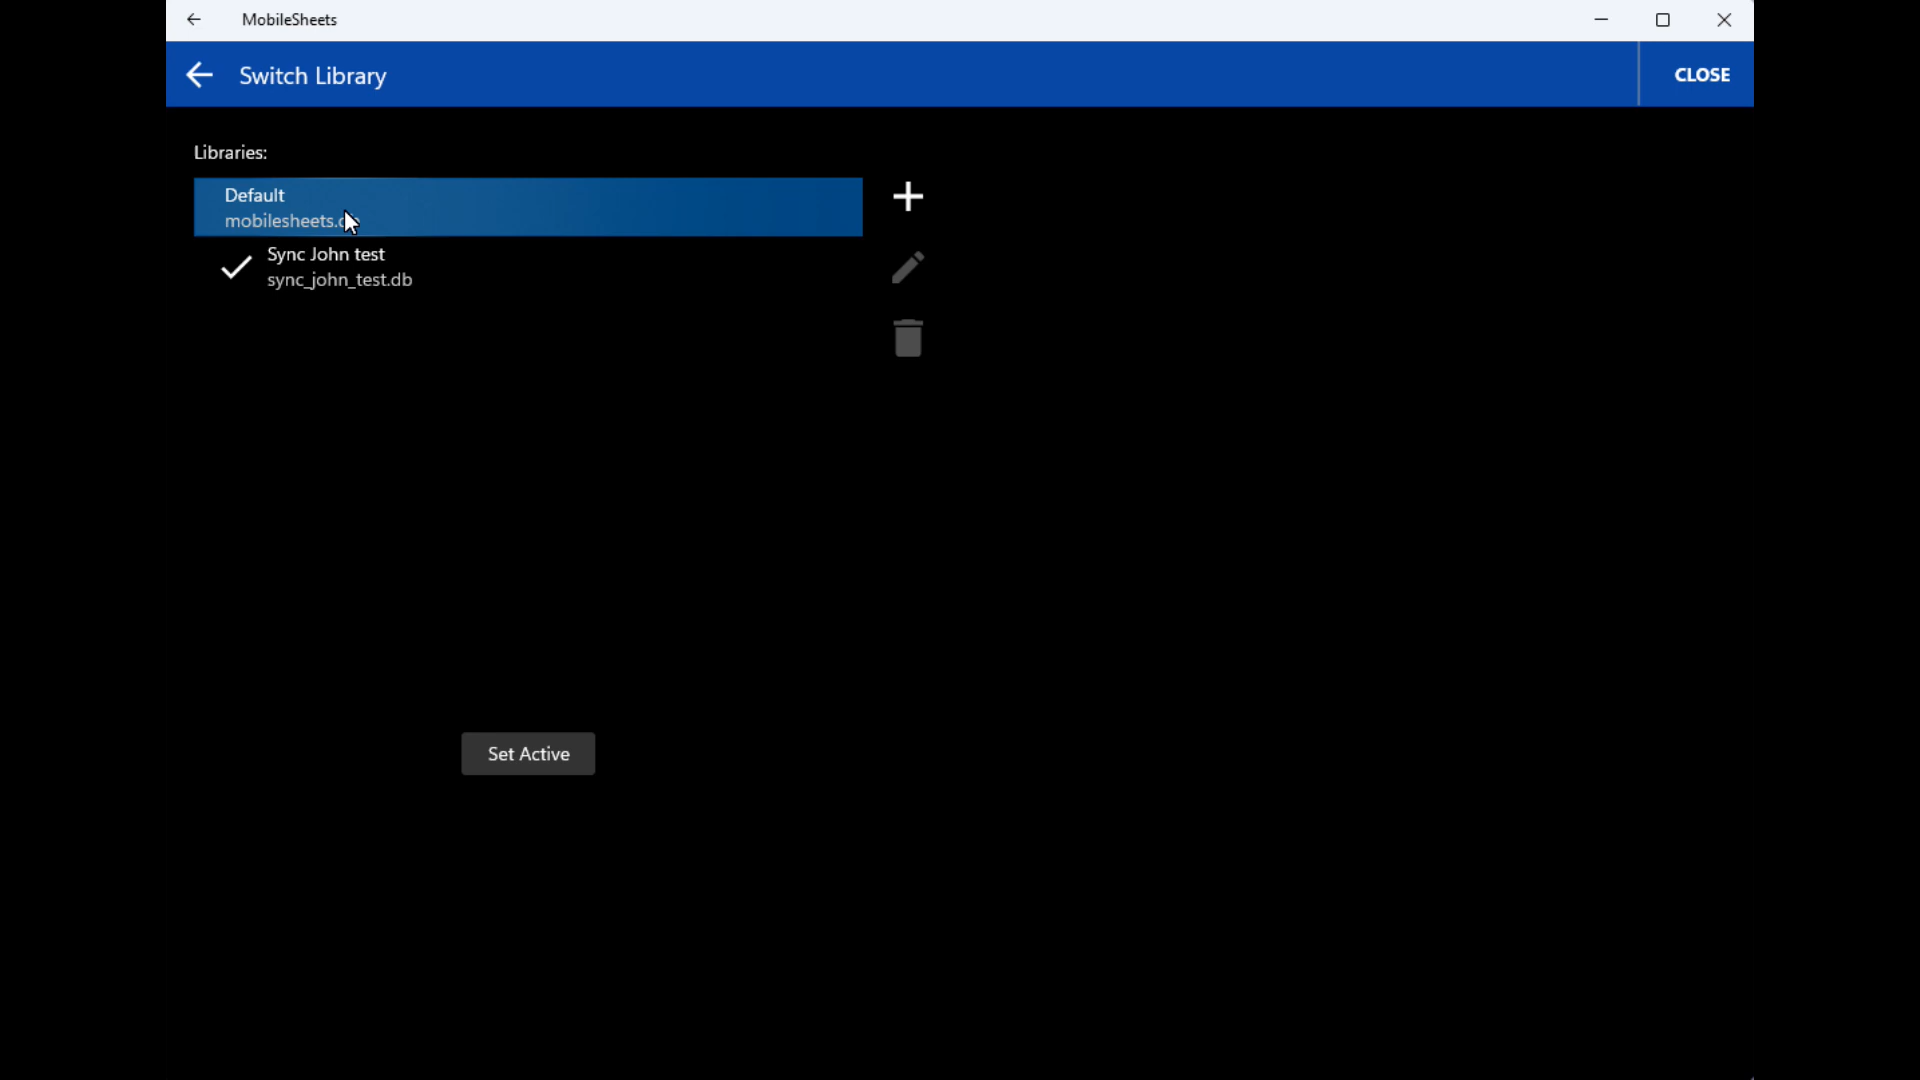 MobileSheets
Switch Library
CLOSE
Libraries:
Default
Sync John test
sync_john_test.db
Set Active